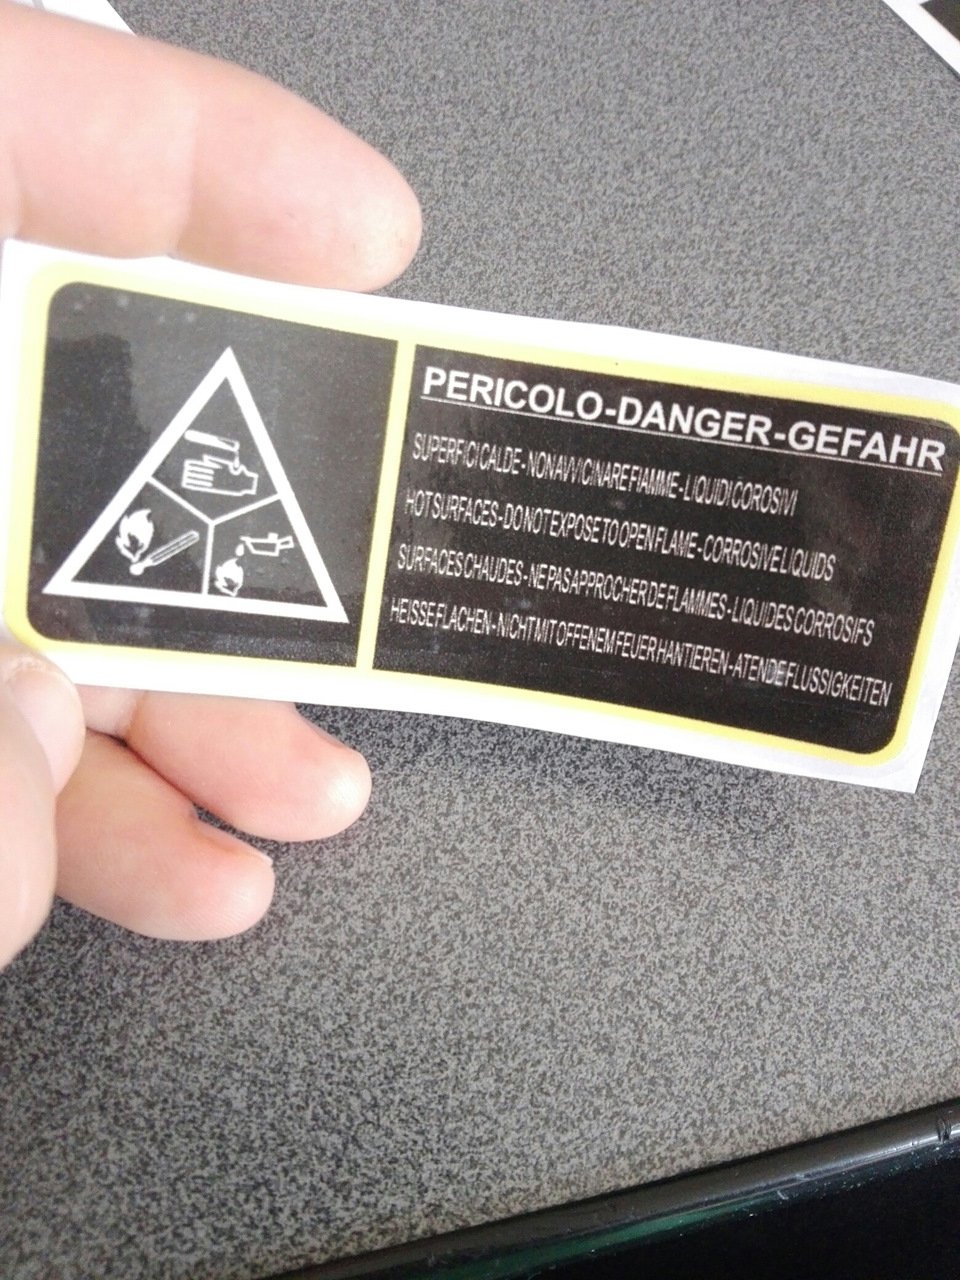 PERICOLO-DANGER-GEFAHR
SUPERFICI CALDE - NON AVVICINARE FIAMME - LIQUIDI COROSIVI
HOT SURFACES - DO NOT EXPOSE TO OPEN FLAME - CORROSIVE LIQUIDS
SURFACES CHAUDES - NE PAS APPROCHER DE FLAMMES - LIQUIDES CORROSIFS
HEISSE FLACHEN - NICHT MIT OFFENEM FEUER HANTIEREN - ATENDE FLUSSIGKEITEN